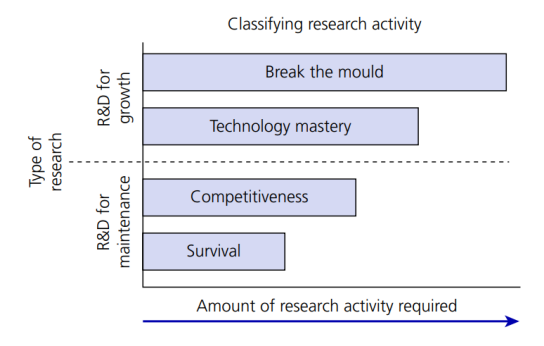 Classifying research activity
Type of
research
R&D for
growth
Break the mould
Technology mastery
R&D for
maintenance
Competitiveness
Survival
Amount of research activity required